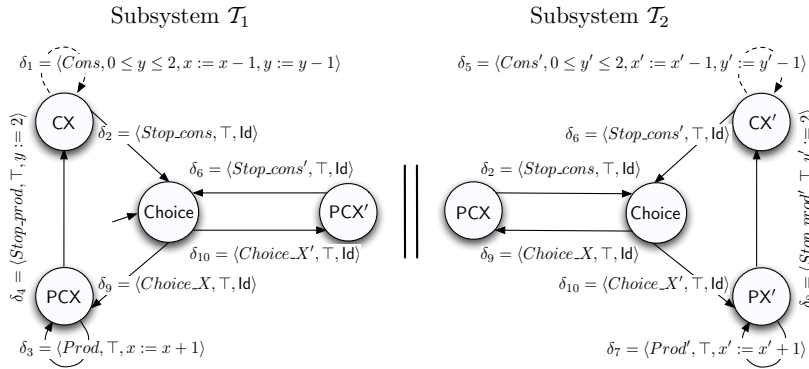 Subsystem 𝒯₁
Subsystem 𝒯₂
δ₁ = ⟨Cons, 0 ≤ y ≤ 2, x := x − 1, y := y − 1⟩
CX
δ₂ = ⟨Stop_cons, ⊤, Id⟩
δ₆ = ⟨Stop_cons′, ⊤, Id⟩
δ₄ = ⟨Stop_prod, ⊤, y := 2⟩
Choice
PCX′
δ₁₀ = ⟨Choice_X′, ⊤, Id⟩
δ₉ = ⟨Choice_X, ⊤, Id⟩
PCX
δ₃ = ⟨Prod, ⊤, x := x + 1⟩
||
δ₅ = ⟨Cons′, 0 ≤ y′ ≤ 2, x′ := x′ − 1, y′ := y′ − 1⟩
CX′
δ₆ = ⟨Stop_cons′, ⊤, Id⟩
δ₂ = ⟨Stop_cons, ⊤, Id⟩
PCX
Choice
δ₉ = ⟨Choice_X, ⊤, Id⟩
δ₁₀ = ⟨Choice_X′, ⊤, Id⟩
= ⟨Stop_prod′, ⊤, y′ := 2⟩
PX′
δ₇ = ⟨Prod′, ⊤, x′ := x′ + 1⟩